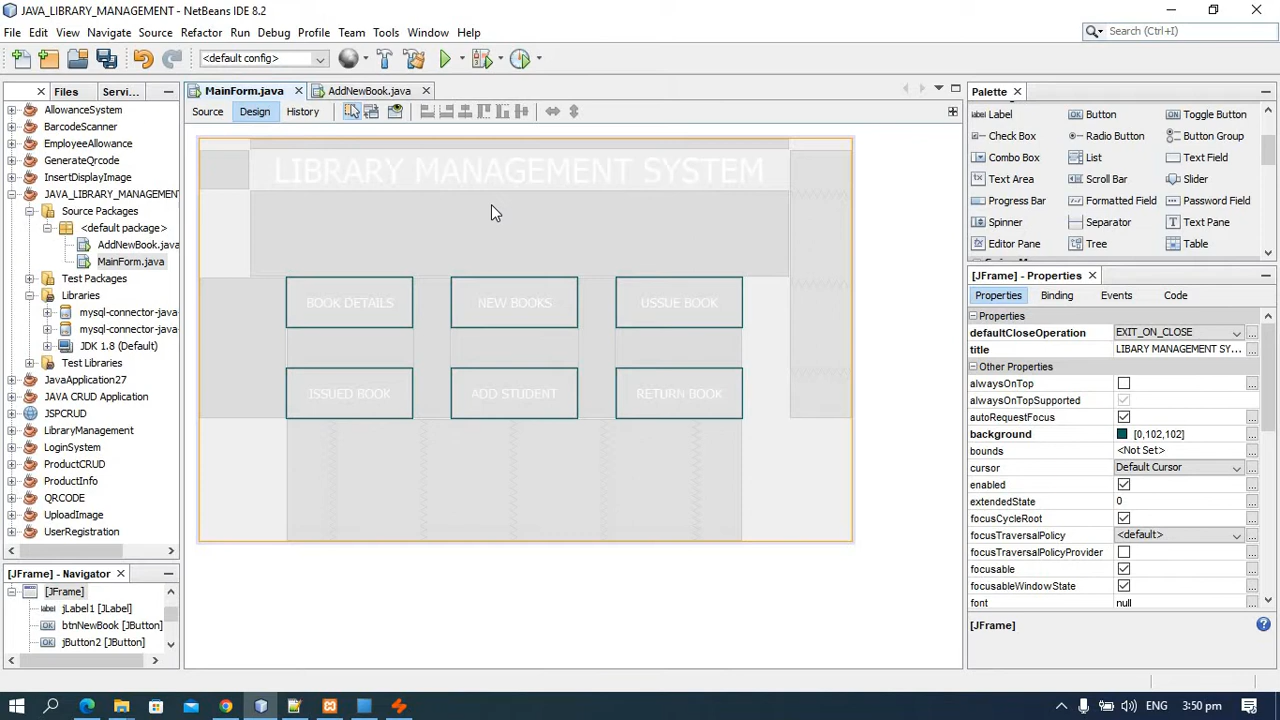 JAVA_LIBRARY_MANAGEMENT - NetBeans IDE 8.2
File Edit View Navigate Source Refactor Run Debug Profile Team Tools Window Help
Search (Ctrl+I)
<default config>
Files Servi...
MainForm.java AddNewBook.java
Source Design History
AllowanceSystem
BarcodeScanner
EmployeeAllowance
GenerateQrcode
InsertDisplayImage
JAVA_LIBRARY_MANAGEMENT
Source Packages
<default package>
AddNewBook.java
MainForm.java
Test Packages
Libraries
mysql-connector-java-
mysql-connector-java-
JDK 1.8 (Default)
Test Libraries
JavaApplication27
JAVA CRUD Application
JSPCRUD
LibraryManagement
LoginSystem
ProductCRUD
ProductInfo
QRCODE
UploadImage
UserRegistration
[JFrame] - Navigator
[JFrame]
jLabel1 [JLabel]
btnNewBook [JButton]
jButton2 [JButton]
LIBRARY MANAGEMENT SYSTEM
BOOK DETAILS NEW BOOKS USSUE BOOK
ISSUED BOOK ADD STUDENT RETURN BOOK
Palette
Label Button Toggle Button
Check Box Radio Button Button Group
Combo Box List Text Field
Text Area Scroll Bar Slider
Progress Bar Formatted Field Password Field
Spinner Separator Text Pane
Editor Pane Tree Table
[JFrame] - Properties
Properties Binding Events Code
Properties
defaultCloseOperation EXIT_ON_CLOSE
title LIBARY MANAGEMENT SY...
Other Properties
alwaysOnTop
alwaysOnTopSupported
autoRequestFocus
background [0,102,102]
bounds <Not Set>
cursor Default Cursor
enabled
extendedState 0
focusCycleRoot
focusTraversalPolicy <default>
focusTraversalPolicyProvider
focusable
focusableWindowState
font null
[JFrame]
ENG 3:50 pm